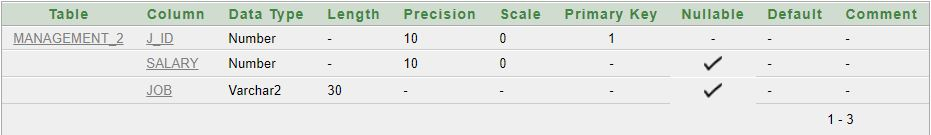 Table Column Data Type Length Precision Scale Primary Key Nullable Default Comment
MANAGEMENT_2 J_ID Number - 10 0 1 - - -
SALARY Number - 10 0 - ✓ - -
JOB Varchar2 30 - - - ✓ - -
1 - 3